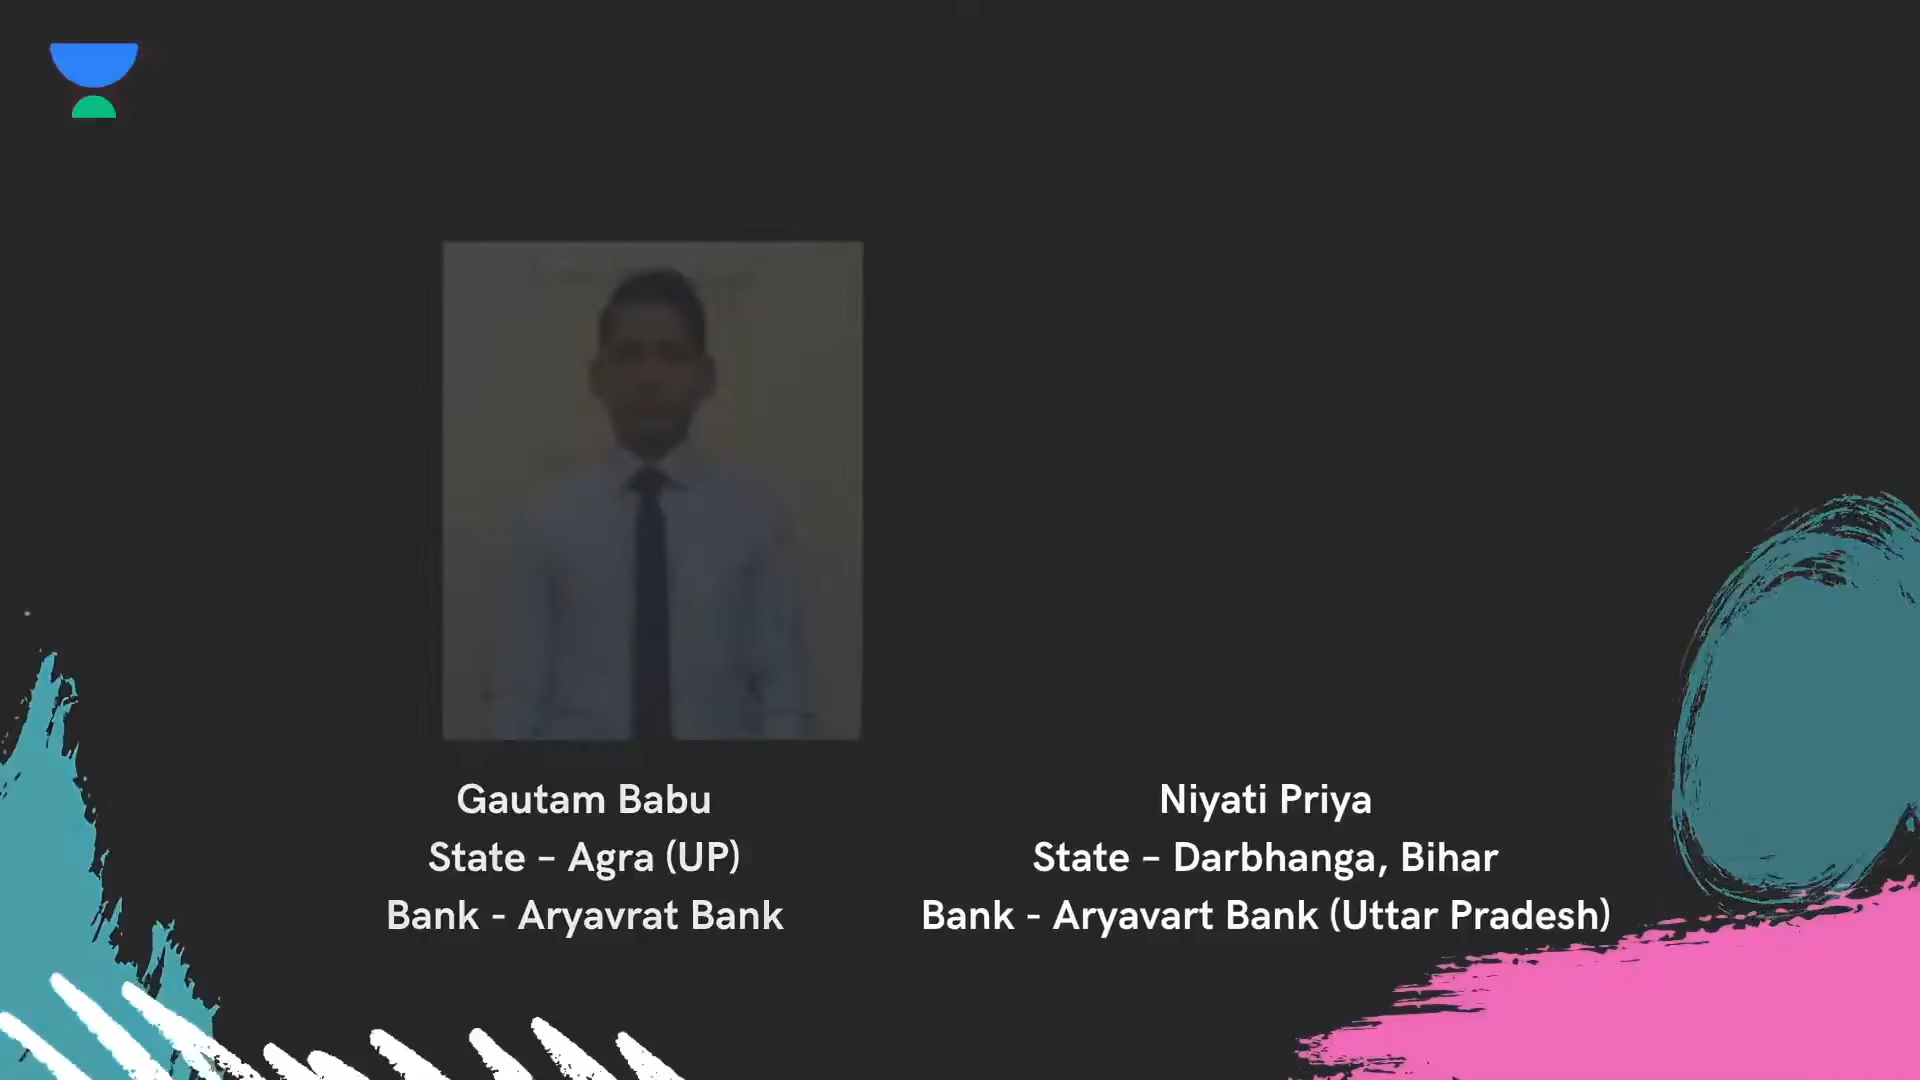 Gautam Babu
State – Agra (UP)
Bank - Aryavrat Bank
Niyati Priya
State – Darbhanga, Bihar
Bank - Aryavart Bank (Uttar Pradesh)